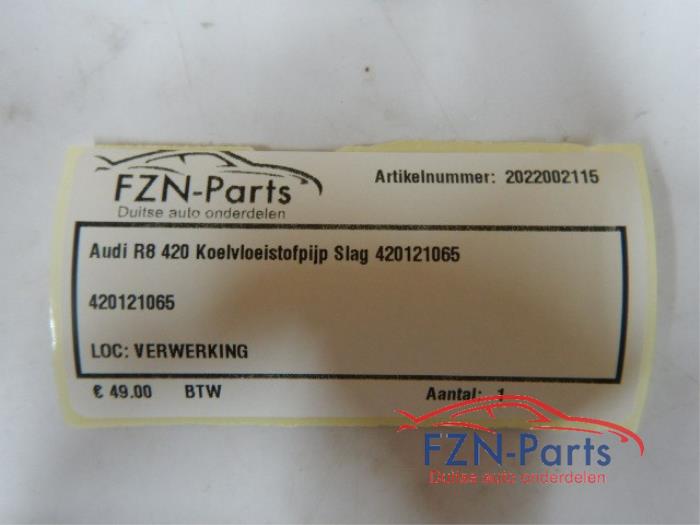 FZN-Parts
Duitse auto onderdelen
Artikelnummer: 2022002115
Audi R8 420 Koelvloeistofpijp Slag 420121065
420121065
LOC: VERWERKING
€ 49.00 BTW Aantal: 1
FZN-Parts
Duitse auto onderdelen